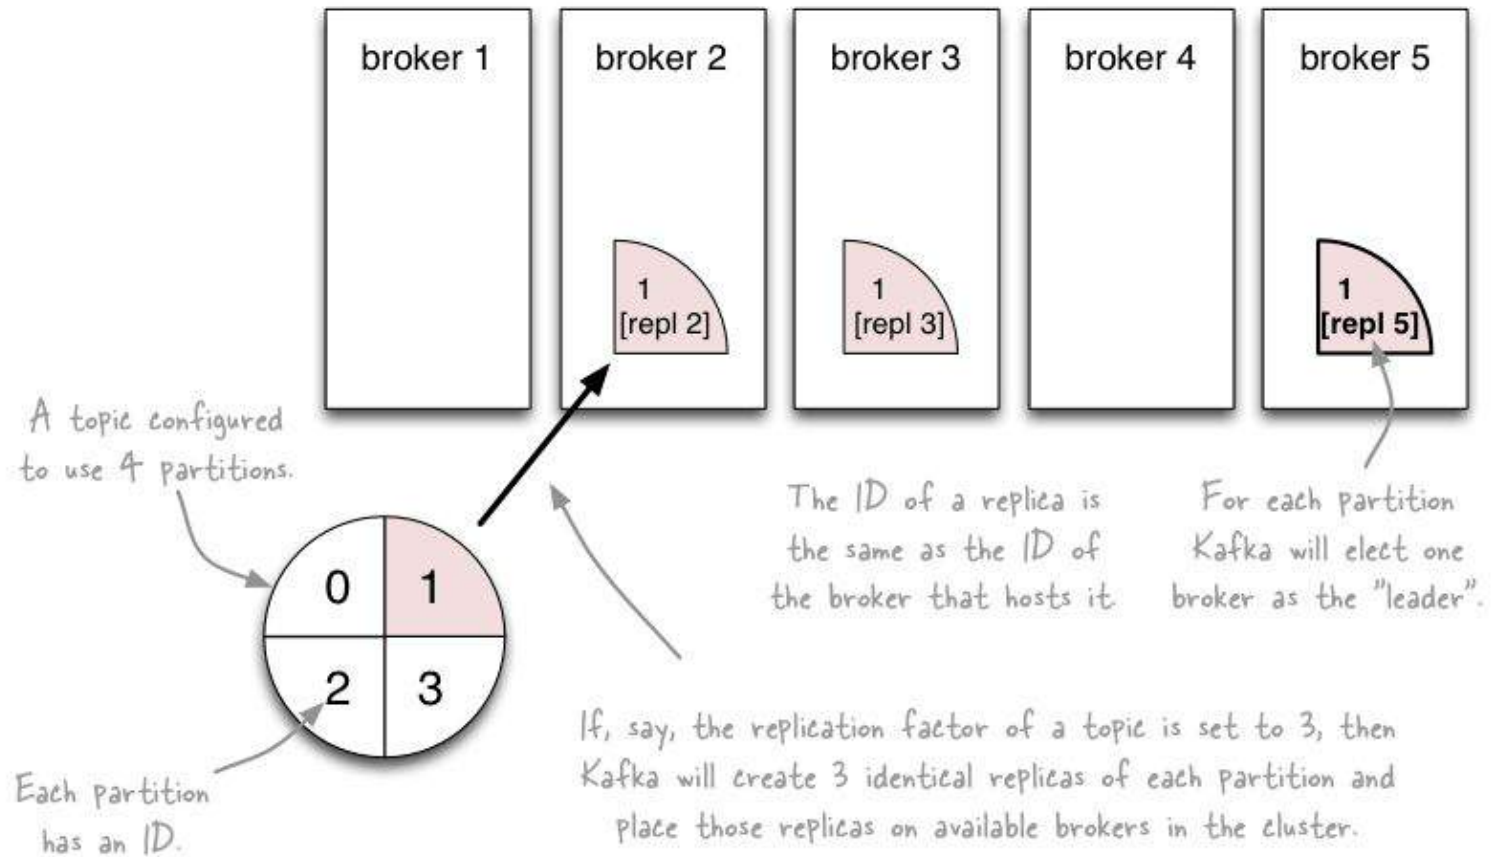 broker 1
broker 2
broker 3
broker 4
broker 5
1
[repl 2]
1
[repl 3]
1
[repl 5]
A topic configured
to use 4 partitions.
0
1
2
3
Each partition
has an ID.
The ID of a replica is
the same as the ID of
the broker that hosts it.
For each partition
Kafka will elect one
broker as the "leader".
If, say, the replication factor of a topic is set to 3, then
Kafka will create 3 identical replicas of each partition and
place those replicas on available brokers in the cluster.